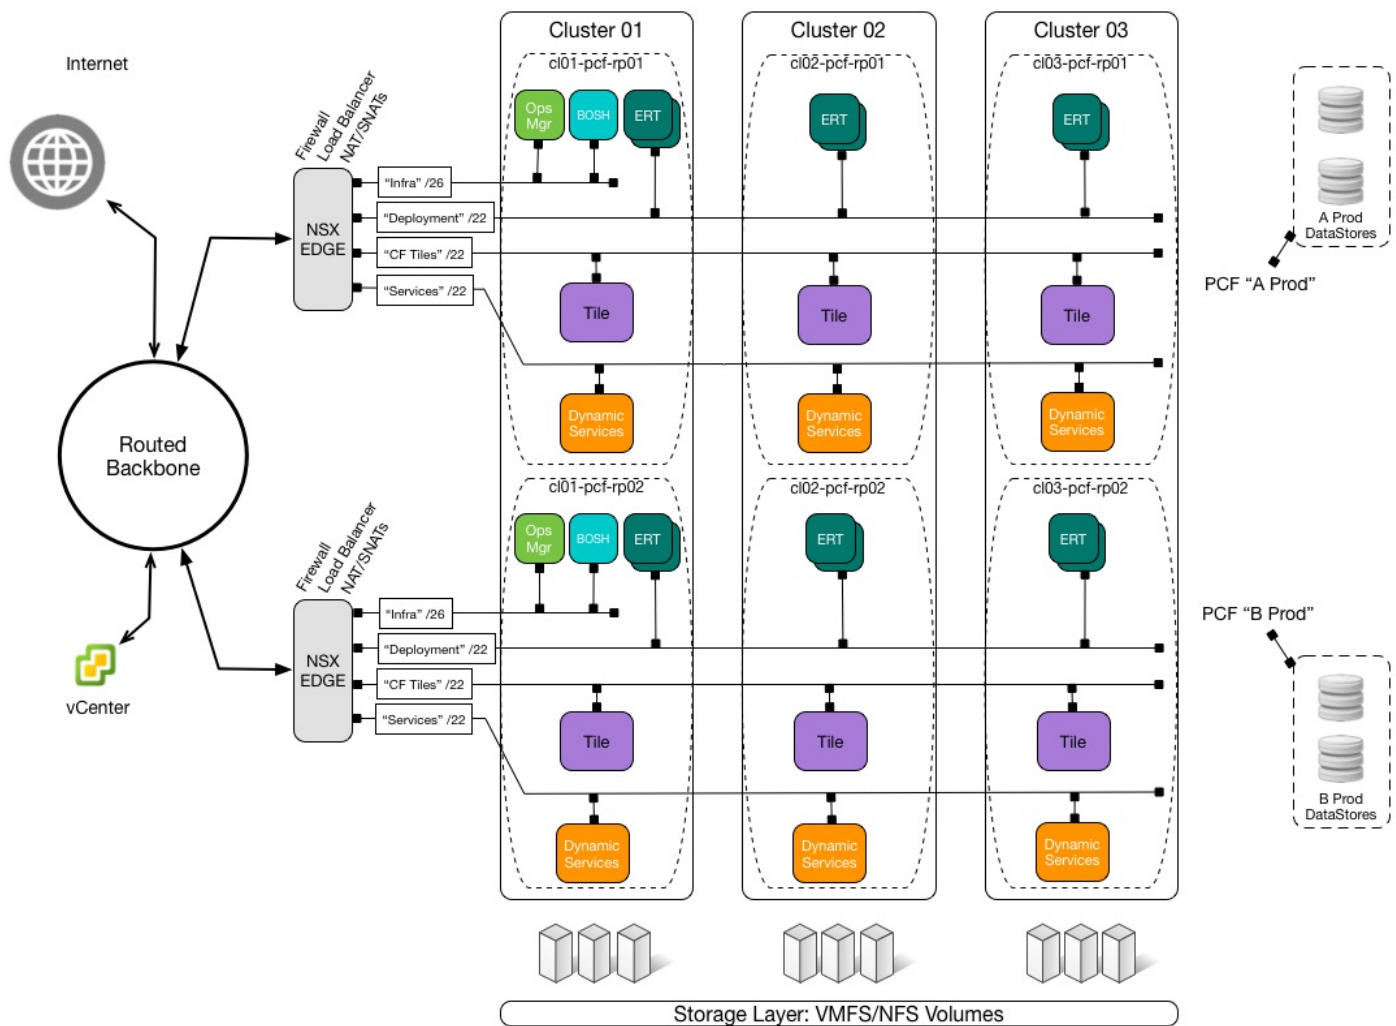 Internet
Firewall
Load Balancer
NAT/SNATs
NSX
EDGE
"Infra" /26
"Deployment" /22
"CF Tiles" /22
"Services" /22
Cluster 01
cl01-pcf-rp01
Ops
Mgr
BOSH
ERT
Tile
Dynamic
Services
Cluster 02
cl02-pcf-rp01
ERT
Tile
Dynamic
Services
Cluster 03
cl03-pcf-rp01
ERT
Tile
Dynamic
Services
A Prod
DataStores
PCF "A Prod"
Routed
Backbone
vCenter
Firewall
Load Balancer
NAT/SNATs
NSX
EDGE
"Infra" /26
"Deployment" /22
"CF Tiles" /22
"Services" /22
cl01-pcf-rp02
Ops
Mgr
BOSH
ERT
Tile
Dynamic
Services
cl02-pcf-rp02
ERT
Tile
Dynamic
Services
cl03-pcf-rp02
ERT
Tile
Dynamic
Services
PCF "B Prod"
B Prod
DataStores
Storage Layer: VMFS/NFS Volumes